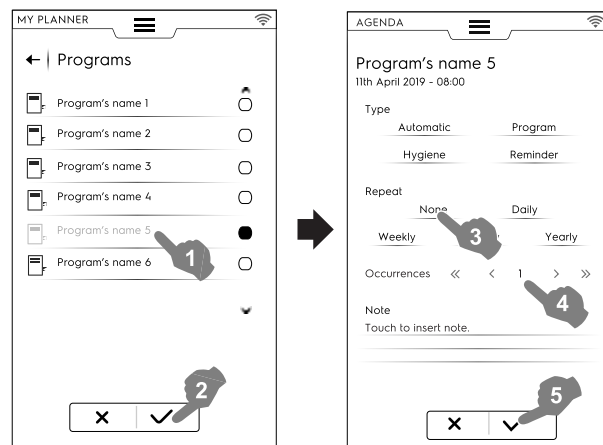 MY PLANNER
Programs
Program's name 1
Program's name 2
Program's name 3
Program's name 4
Program's name 5
Program's name 6
1
2
AGENDA
Program's name 5
11th April 2019 - 08:00
Type
Automatic Program
Hygiene Reminder
Repeat
None Daily
Weekly Yearly
3
Occurrences « < 1 > »
4
Note
Touch to insert note.
5